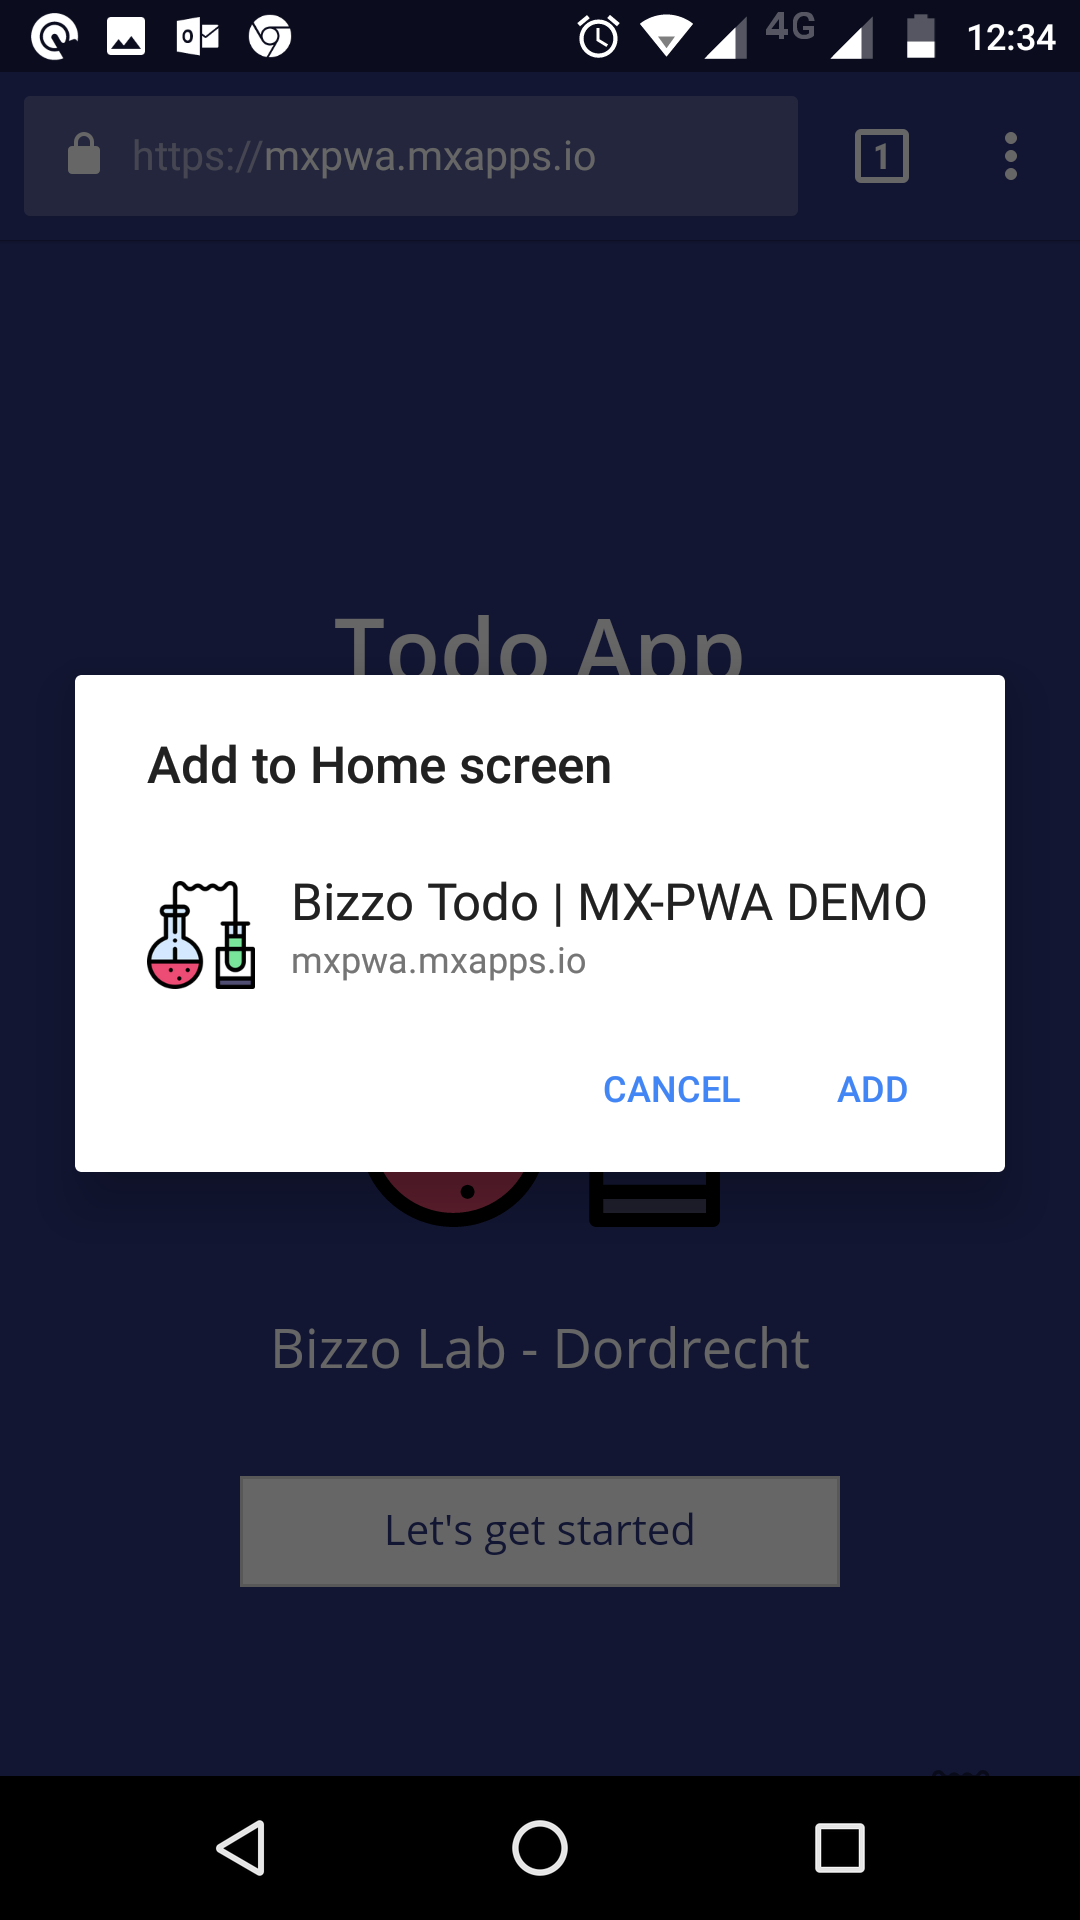 4G 12:34
https://mxpwa.mxapps.io
1
Todo App
Add to Home screen
Bizzo Todo | MX-PWA DEMO
mxpwa.mxapps.io
CANCEL ADD
Bizzo Lab - Dordrecht
Let's get started